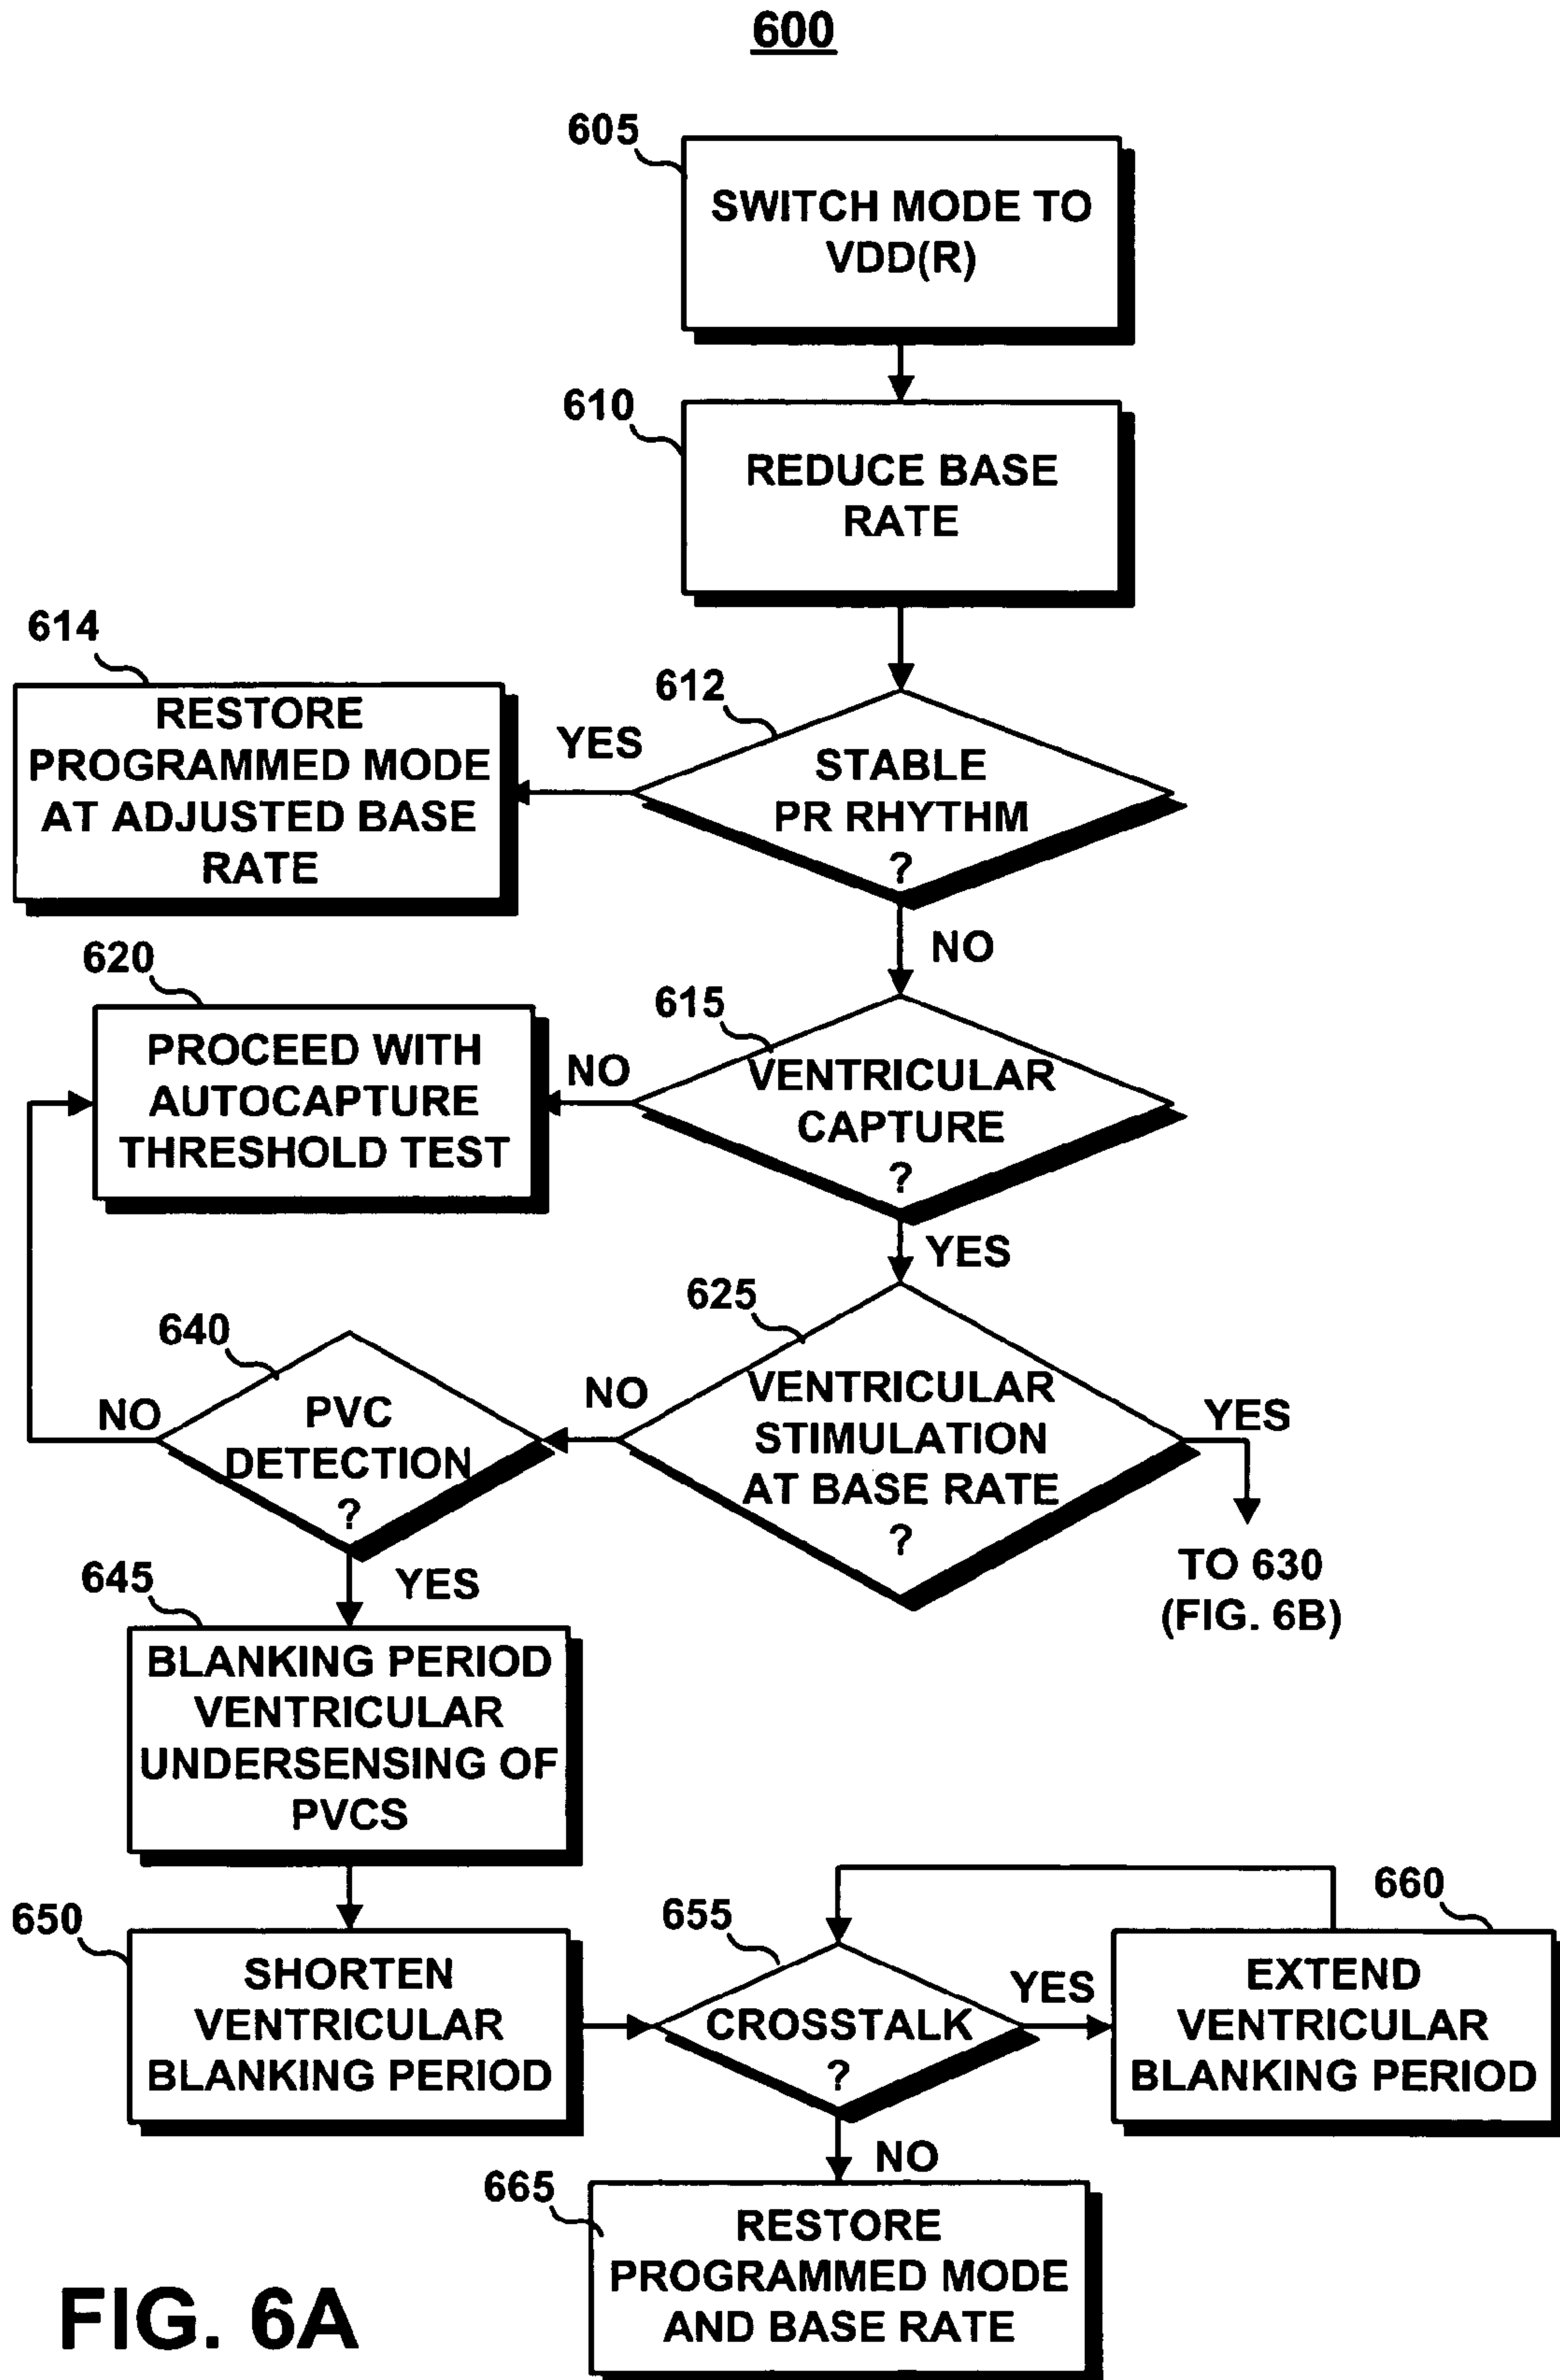 600
605
SWITCH MODE TO
VDD(R)
610
REDUCE BASE
RATE
614
RESTORE
PROGRAMMED MODE
AT ADJUSTED BASE
RATE
YES
612
STABLE
PR RHYTHM
?
NO
620
PROCEED WITH
AUTOCAPTURE
THRESHOLD TEST
NO
615
VENTRICULAR
CAPTURE
?
YES
625
VENTRICULAR
STIMULATION
AT BASE RATE
?
YES
TO 630
(FIG. 6B)
NO
640
PVC
DETECTION
?
NO
YES
645
BLANKING PERIOD
VENTRICULAR
UNDERSENSING OF
PVCS
650
SHORTEN
VENTRICULAR
BLANKING PERIOD
655
CROSSTALK
?
YES
660
EXTEND
VENTRICULAR
BLANKING PERIOD
NO
665
RESTORE
PROGRAMMED MODE
AND BASE RATE
FIG. 6A